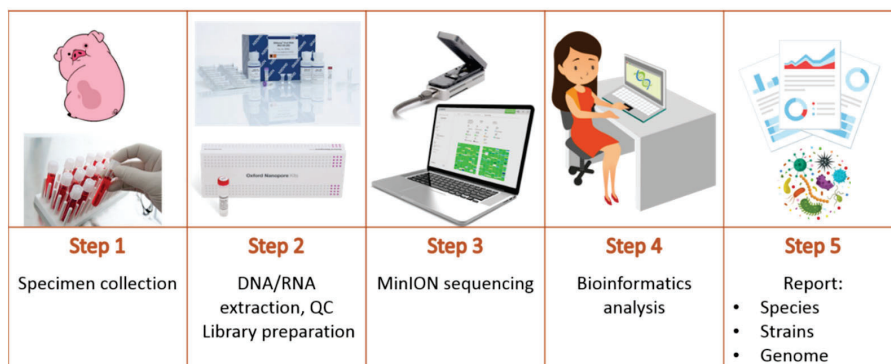 Oxford Nanopore
Step 1
Specimen collection
Step 2
DNA/RNA
extraction, QC
Library preparation
Step 3
MinION sequencing
Step 4
Bioinformatics
analysis
Step 5
Report:
• Species
• Strains
• Genome